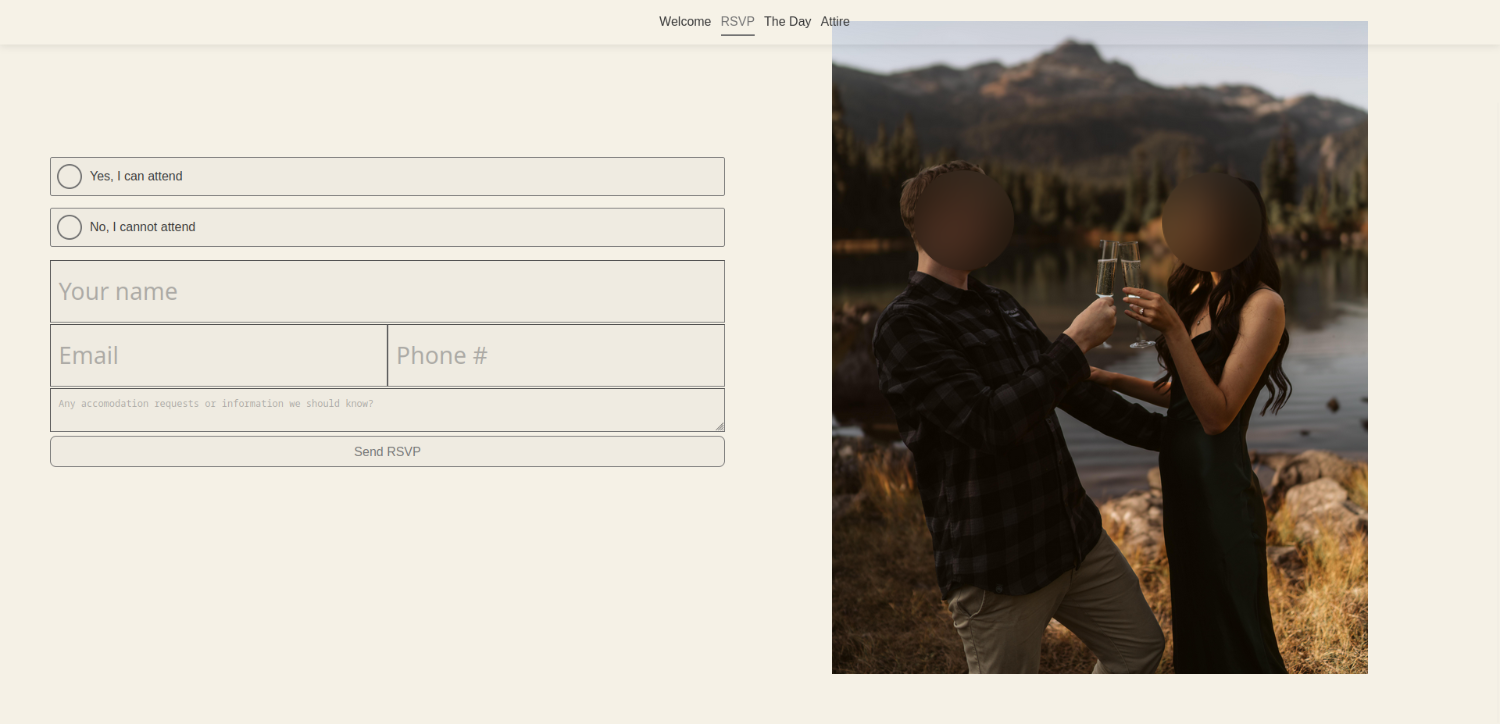 Welcome RSVP The Day Attire
Yes, I can attend
No, I cannot attend
Your name
Email Phone #
Any accomodation requests or information we should know?
Send RSVP